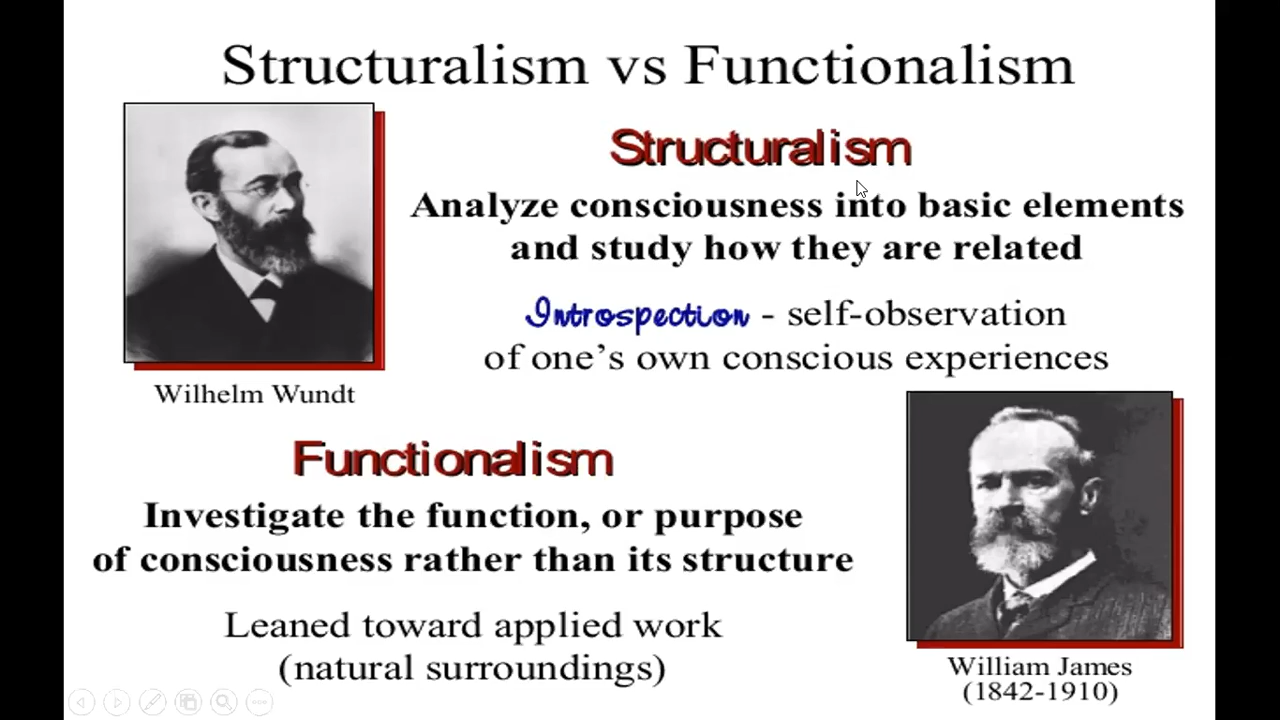 Structuralism vs Functionalism
Structuralism
Analyze consciousness into basic elements
and study how they are related
Introspection - self-observation
of one’s own conscious experiences
Wilhelm Wundt
Functionalism
Investigate the function, or purpose
of consciousness rather than its structure
Leaned toward applied work
(natural surroundings)
William James
(1842-1910)